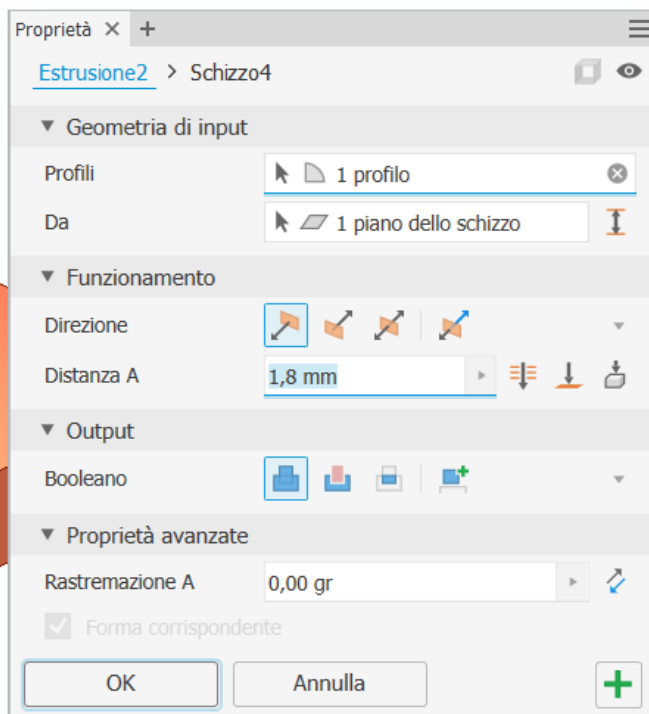 Proprietà
Estrusione2 > Schizzo4
Geometria di input
Profili 1 profilo
Da 1 piano dello schizzo
Funzionamento
Direzione
Distanza A 1,8 mm
Output
Booleano
Proprietà avanzate
Rastremazione A 0,00 gr
Forma corrispondente
OK Annulla